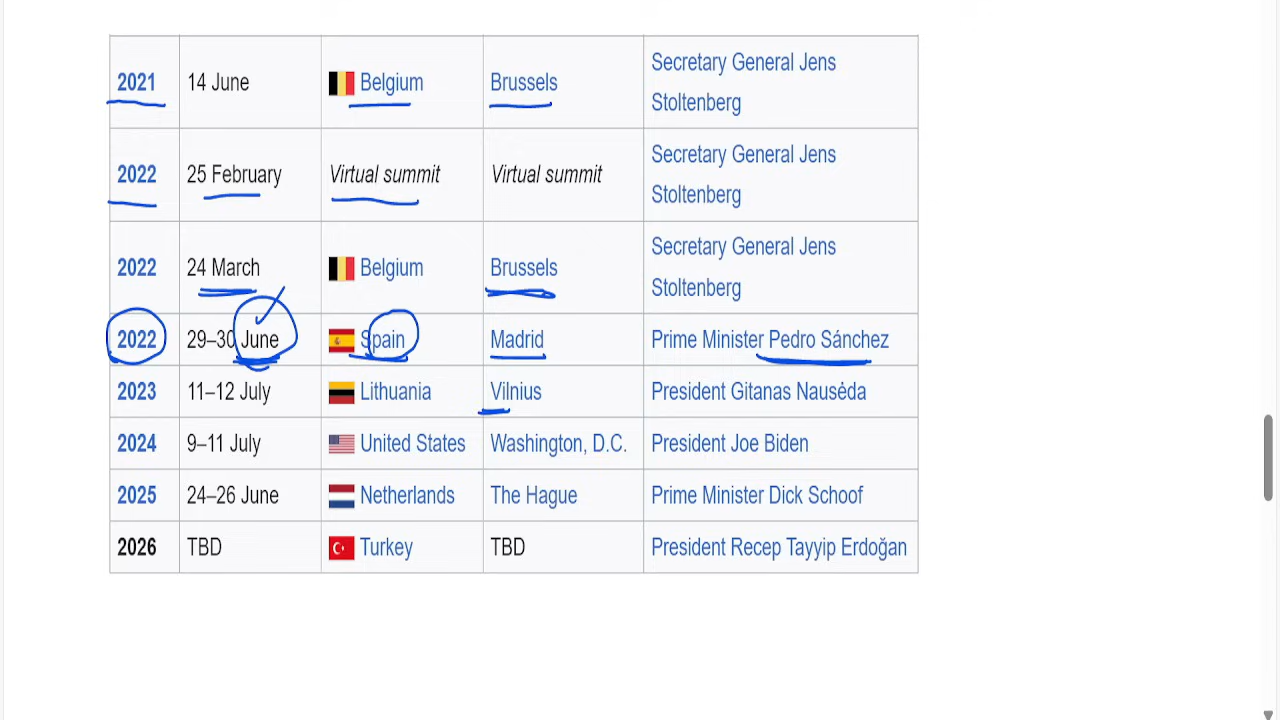 2021 14 June Belgium Brussels Secretary General Jens
Stoltenberg
2022 25 February Virtual summit Virtual summit Secretary General Jens
Stoltenberg
2022 24 March Belgium Brussels Secretary General Jens
Stoltenberg
2022 29–30 June Spain Madrid Prime Minister Pedro Sánchez
2023 11–12 July Lithuania Vilnius President Gitanas Nausėda
2024 9–11 July United States Washington, D.C. President Joe Biden
2025 24–26 June Netherlands The Hague Prime Minister Dick Schoof
2026 TBD Turkey TBD President Recep Tayyip Erdoğan